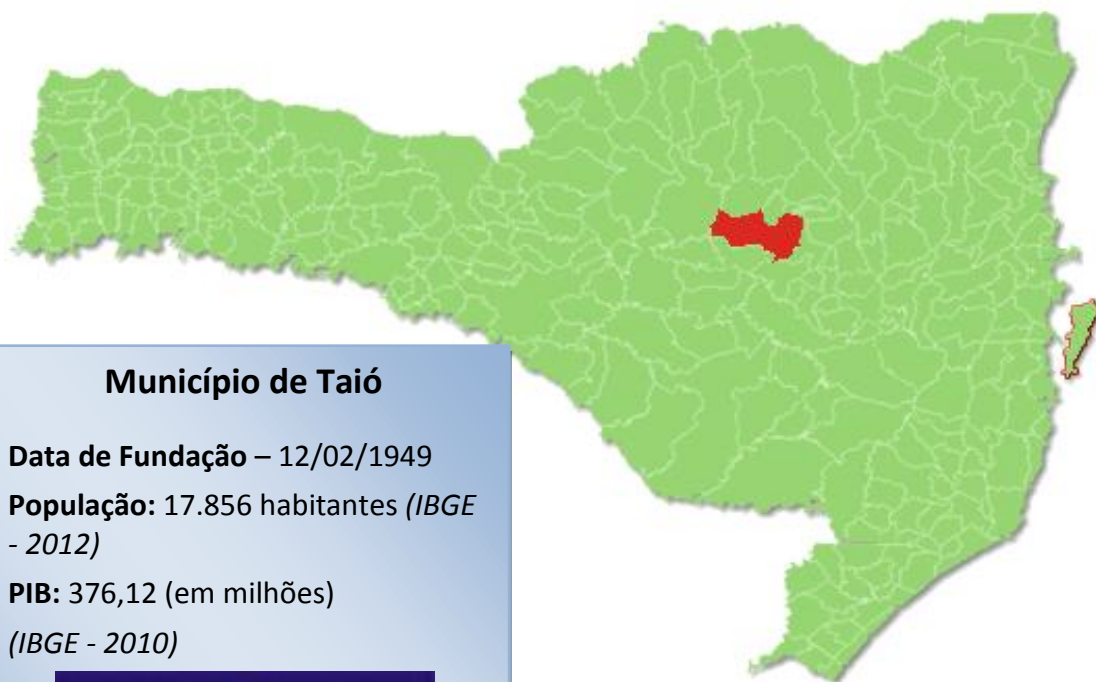 Município de Taió
Data de Fundação – 12/02/1949
População: 17.856 habitantes (IBGE
- 2012)
PIB: 376,12 (em milhões)
(IBGE - 2010)